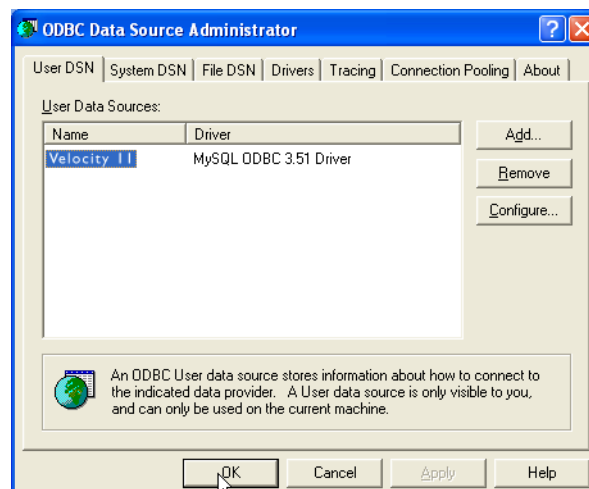 ODBC Data Source Administrator
User DSN System DSN File DSN Drivers Tracing Connection Pooling About
User Data Sources:
Name Driver Add...
Velocity II MySQL ODBC 3.51 Driver
Remove
Configure...
An ODBC User data source stores information about how to connect to
the indicated data provider. A User data source is only visible to you,
and can only be used on the current machine.
OK Cancel Apply Help